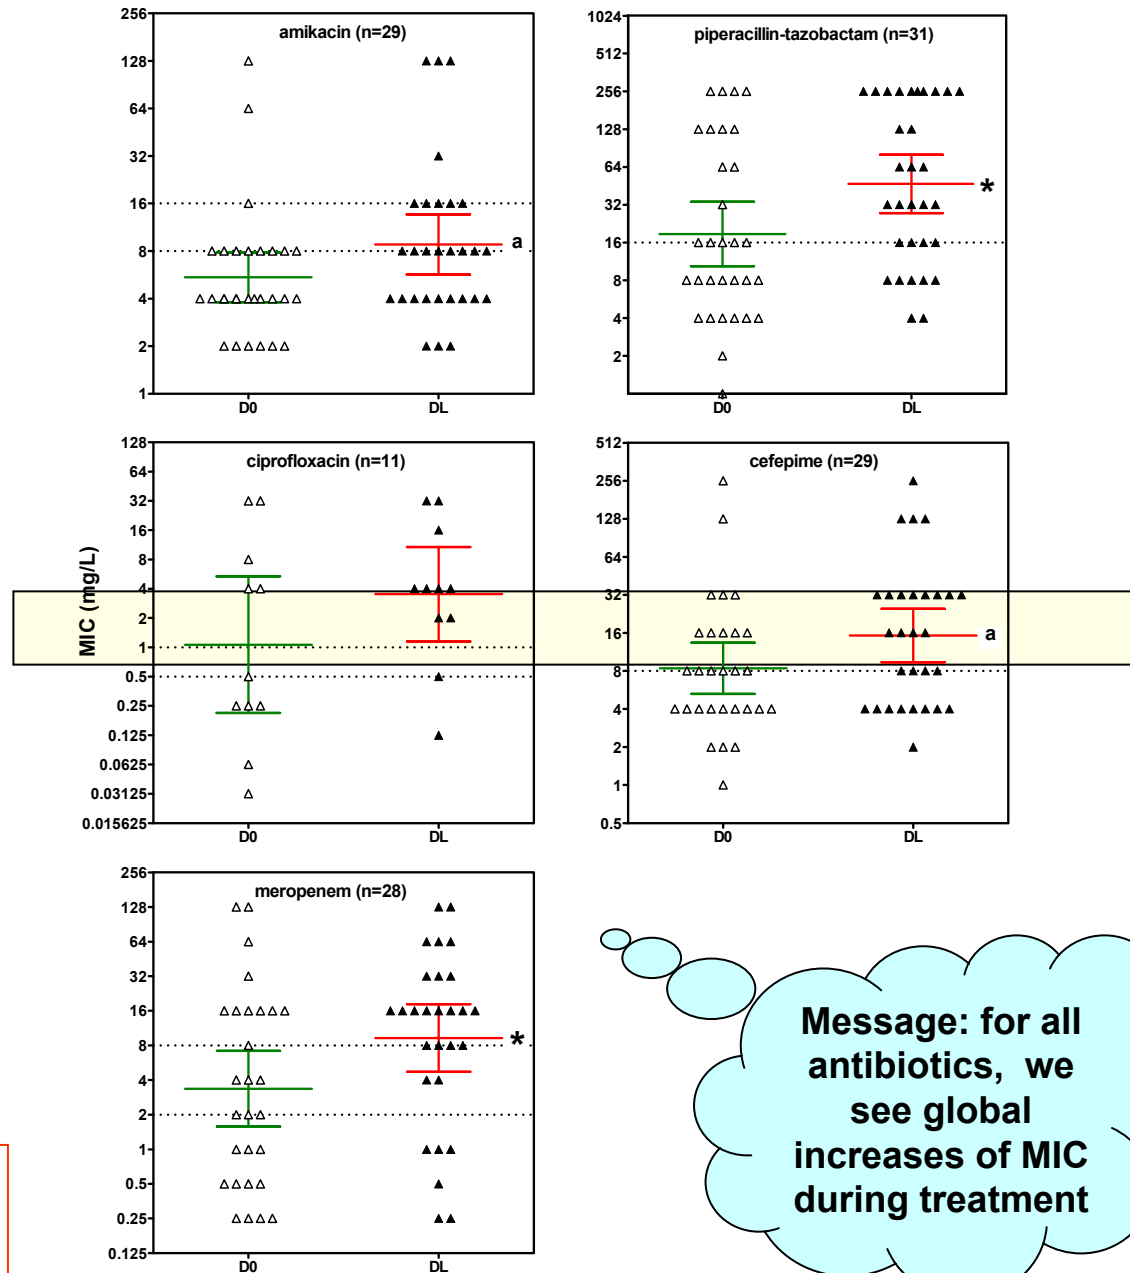 amikacin (n=29)
256
128
64
32
16
8
4
2
1
a
D0
DL
piperacillin-tazobactam (n=31)
1024
512
256
128
64
32
16
8
4
2
*
D0
DL
MIC (mg/L)
ciprofloxacin (n=11)
128
64
32
16
8
4
2
1
0.5
0.25
0.125
0.0625
0.03125
0.015625
D0
DL
cefepime (n=29)
512
256
128
64
32
16
8
4
2
1
0.5
a
D0
DL
meropenem (n=28)
256
128
64
32
16
8
4
2
1
0.5
0.25
0.125
*
D0
DL
Message: for all
antibiotics, we
see global
increases of MIC
during treatment